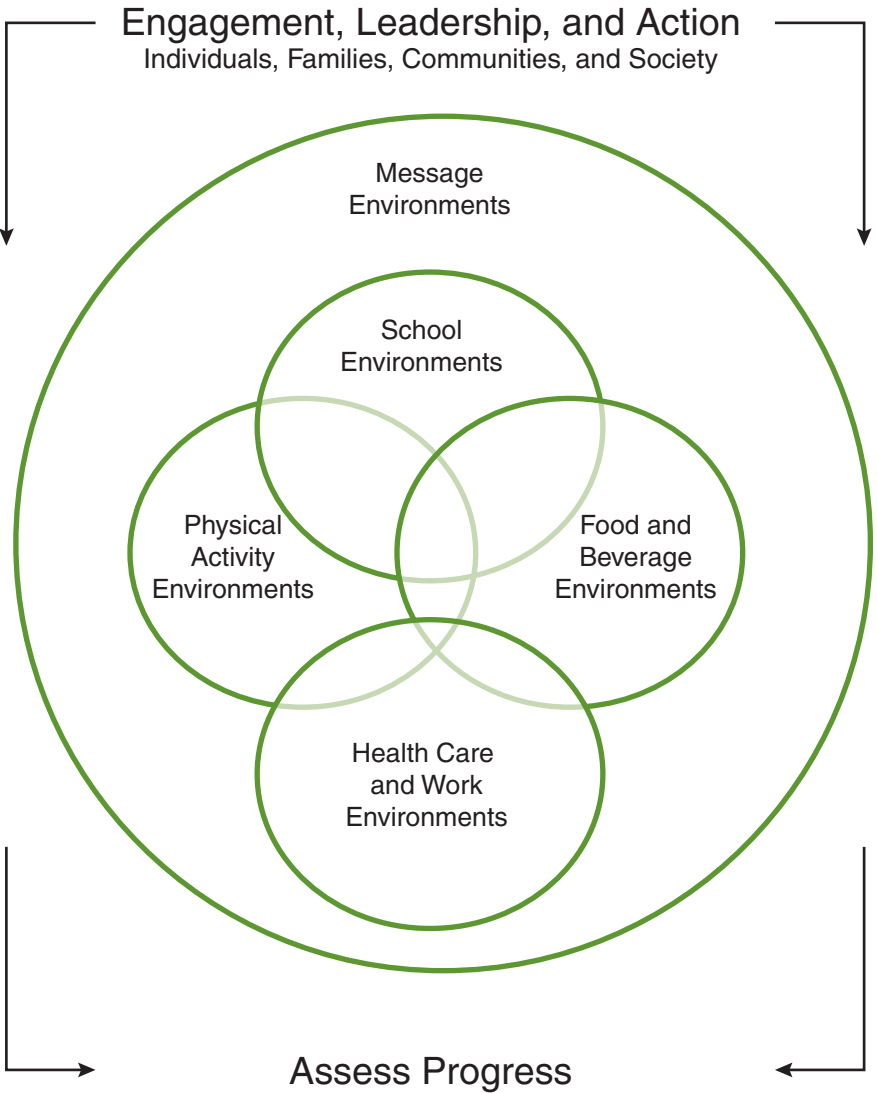 Engagement, Leadership, and Action
Individuals, Families, Communities, and Society
Message
Environments
School
Environments
Physical
Activity
Environments
Food and
Beverage
Environments
Health Care
and Work
Environments
Assess Progress